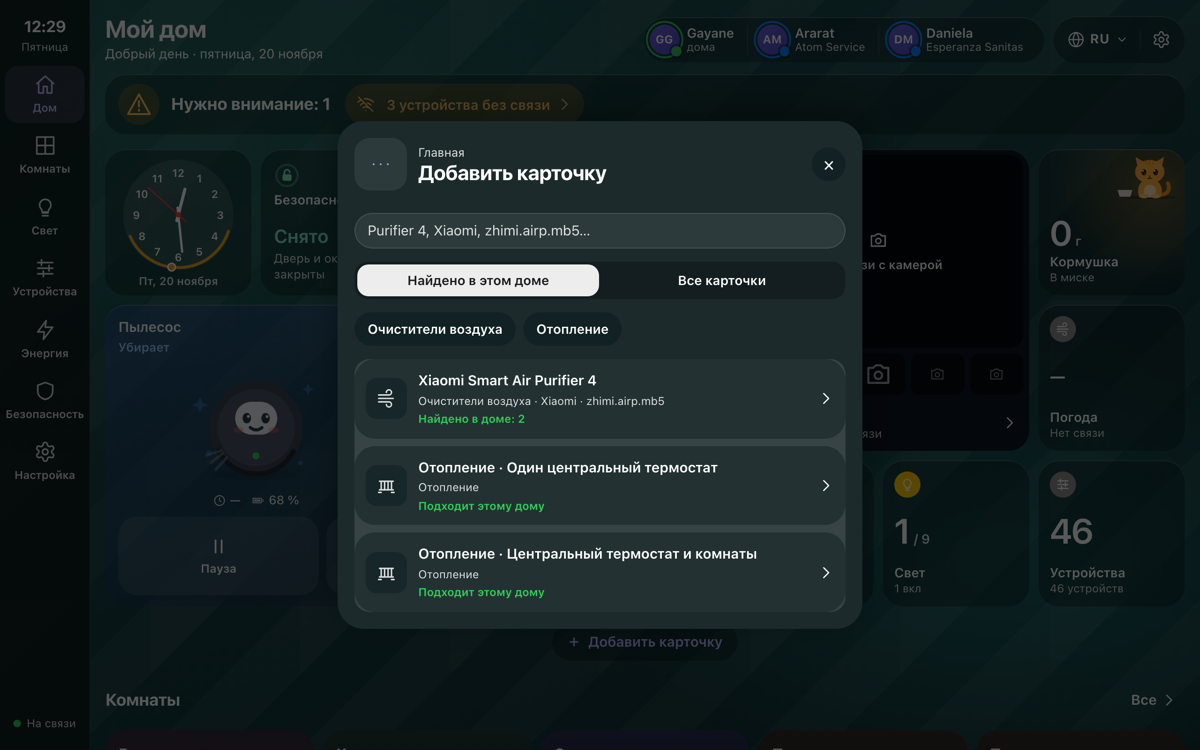 12:29
Пятница
Дом
Комнаты
Свет
Устройства
Энергия
Безопасность
Настройка
На связи
Мой дом
Добрый день · пятница, 20 ноября
GG
Gayane
дома
AM
Ararat
Atom Service
DM
Daniela
Esperanza Sanitas
RU
Нужно внимание: 1
3 устройства без связи
12
1
2
3
4
5
6
7
8
9
10
11
Пт, 20 ноября
Снято
Дверь и
закрыты
Пылесос
Убирает
—
68 %
Пауза
Главная
Добавить карточку
Purifier 4, Xiaomi, zhimi.airp.mb5...
Найдено в этом доме
Все карточки
Очистители воздуха
Отопление
Xiaomi Smart Air Purifier 4
Очистители воздуха · Xiaomi · zhimi.airp.mb5
Найдено в доме: 2
Отопление · Один центральный термостат
Отопление
Подходит этому дому
Отопление · Центральный термостат и комнаты
Отопление
Подходит этому дому
с камерой
0 г
Кормушка
В миске
—
Погода
Нет связи
1 / 9
Свет
1 вкл
46
Устройства
46 устройств
+ Добавить карточку
Комнаты
Все